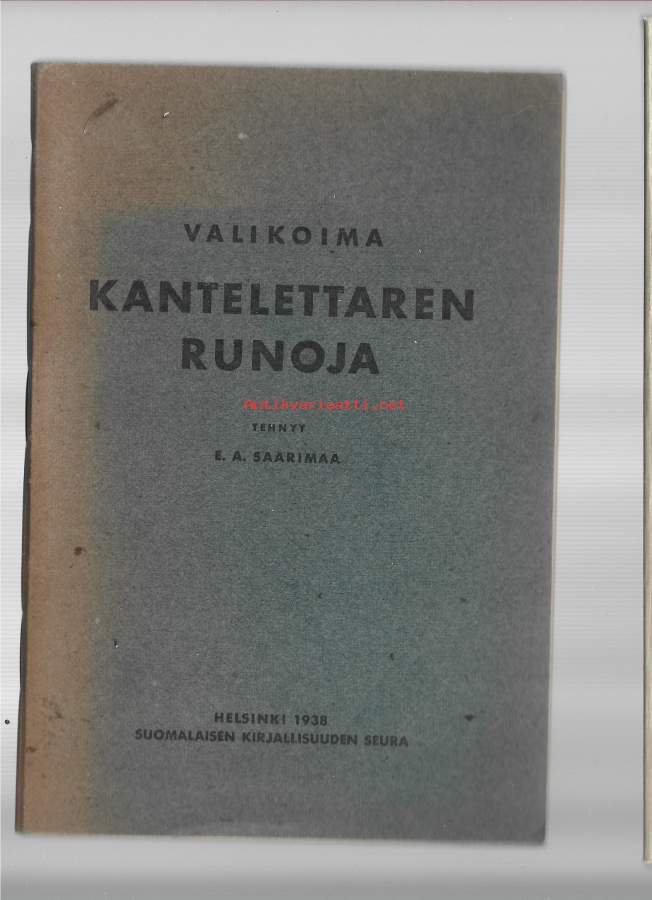 VALIKOIMA
KANTELETTAREN
RUNOJA
Antikvariaatti.net
TEHNYT
E. A. SAARIMAA
HELSINKI 1938
SUOMALAISEN KIRJALLISUUDEN SEURA